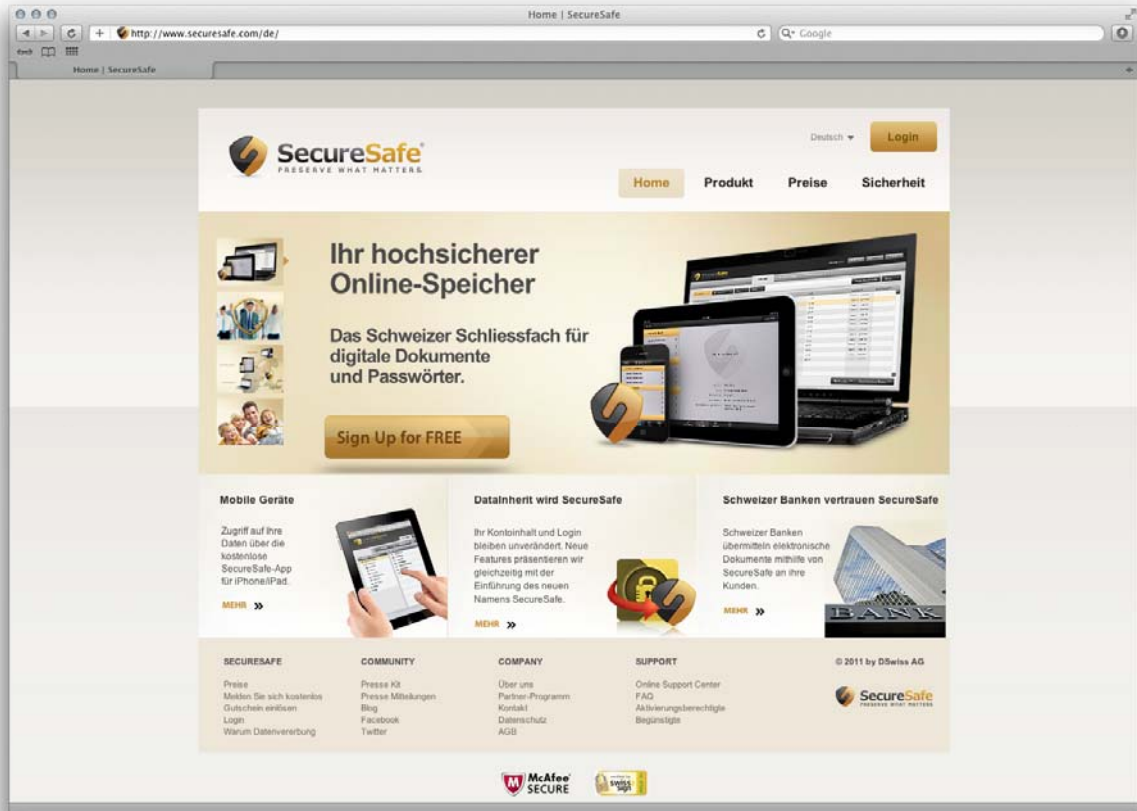 Home | SecureSafe
http://www.securesafe.com/de/
Google
Home | SecureSafe
SecureSafe®
PRESERVE WHAT MATTERS
Deutsch
Login
Home Produkt Preise Sicherheit
Ihr hochsicherer
Online-Speicher
Das Schweizer Schliessfach für
digitale Dokumente
und Passwörter.
Sign Up for FREE
Mobile Geräte
Zugriff auf Ihre
Daten über die
kostenlose
SecureSafe-App
für iPhone/iPad.
MEHR »
DataInherit wird SecureSafe
Ihr Kontoinhalt und Login
bleiben unverändert. Neue
Features präsentieren wir
gleichzeitig mit der
Einführung des neuen
Namens SecureSafe.
MEHR »
Schweizer Banken vertrauen SecureSafe
Schweizer Banken
übermitteln elektronische
Dokumente mithilfe von
SecureSafe an ihre
Kunden.
MEHR »
BANK
SECURESAFE
Preise
Melden Sie sich kostenlos
Gutschein einlösen
Login
Warum Datenvererbung
COMMUNITY
Presse Kit
Presse Mitteilungen
Blog
Facebook
Twitter
COMPANY
Über uns
Partner-Programm
Kontakt
Datenschutz
AGB
SUPPORT
Online Support Center
FAQ
Aktivierungsberechtigte
Begünstigte
© 2011 by DSwiss AG
SecureSafe
PRESERVE WHAT MATTERS
McAfee®
SECURE
swiss
sign